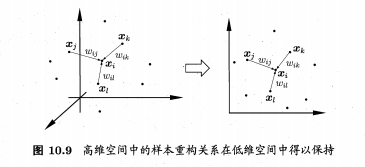 x_j w_ij x_k w_ik x_i w_il x_l
x_j w_ij x_k w_ik x_i w_il x_l
图 10.9 高维空间中的样本重构关系在低维空间中得以保持